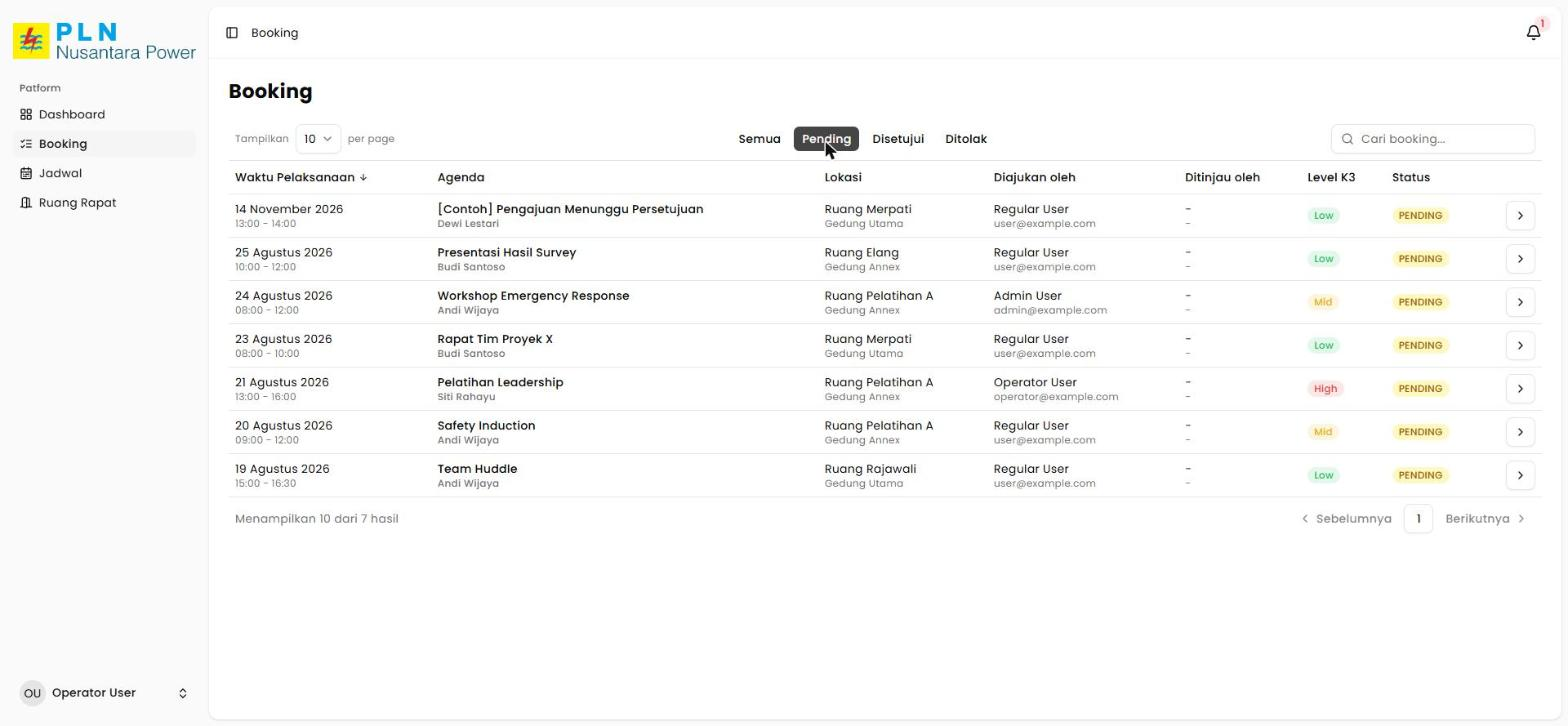 PLN
Nusantara Power
Patform
Dashboard
Booking
Jadwal
Ruang Rapat
OU Operator User
Booking
1
Booking
Tampilkan 10 per page
Semua Pending Disetujui Ditolak
Cari booking...
Waktu Pelaksanaan Agenda Lokasi Diajukan oleh Ditinjau oleh Level K3 Status
14 November 2026 [Contoh] Pengajuan Menunggu Persetujuan Ruang Merpati Regular User - Low PENDING
13:00 - 14:00 Dewi Lestari Gedung Utama user@example.com -
25 Agustus 2026 Presentasi Hasil Survey Ruang Elang Regular User - Low PENDING
10:00 - 12:00 Budi Santoso Gedung Annex user@example.com -
24 Agustus 2026 Workshop Emergency Response Ruang Pelatihan A Admin User - Mid PENDING
08:00 - 12:00 Andi Wijaya Gedung Annex admin@example.com -
23 Agustus 2026 Rapat Tim Proyek X Ruang Merpati Regular User - Low PENDING
08:00 - 10:00 Budi Santoso Gedung Utama user@example.com -
21 Agustus 2026 Pelatihan Leadership Ruang Pelatihan A Operator User - High PENDING
13:00 - 16:00 Siti Rahayu Gedung Annex operator@example.com -
20 Agustus 2026 Safety Induction Ruang Pelatihan A Regular User - Mid PENDING
09:00 - 12:00 Andi Wijaya Gedung Annex user@example.com -
19 Agustus 2026 Team Huddle Ruang Rajawali Regular User - Low PENDING
15:00 - 16:30 Andi Wijaya Gedung Utama user@example.com -
Menampilkan 10 dari 7 hasil
Sebelumnya 1 Berikutnya